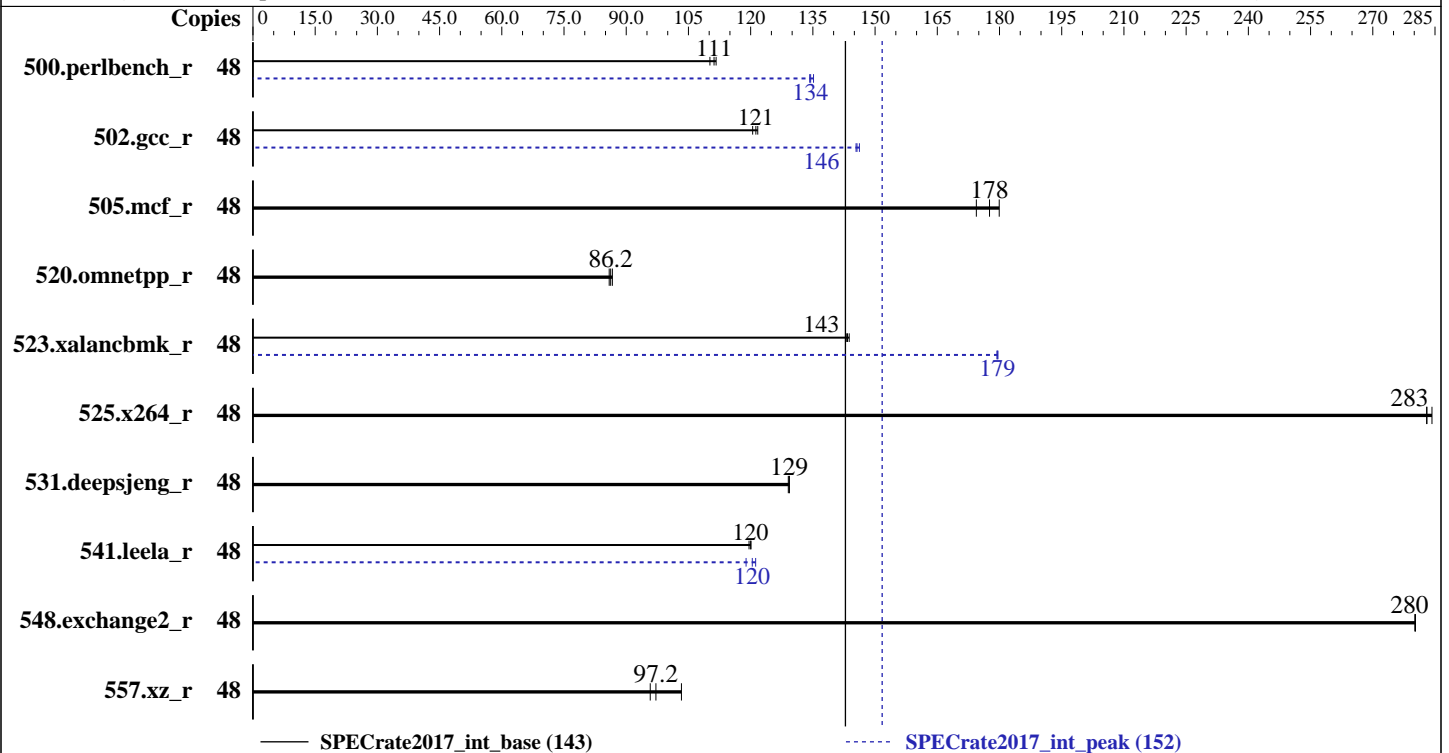 Copies 0 15.0 30.0 45.0 60.0 75.0 90.0 105 120 135 150 165 180 195 210 225 240 255 270 285
111
500.perlbench_r 48
134
121
502.gcc_r 48
146
178
505.mcf_r 48
86.2
520.omnetpp_r 48
143
523.xalancbmk_r 48
179
283
525.x264_r 48
129
531.deepsjeng_r 48
120
541.leela_r 48
120
280
548.exchange2_r 48
97.2
557.xz_r 48
SPECrate2017_int_base (143) SPECrate2017_int_peak (152)